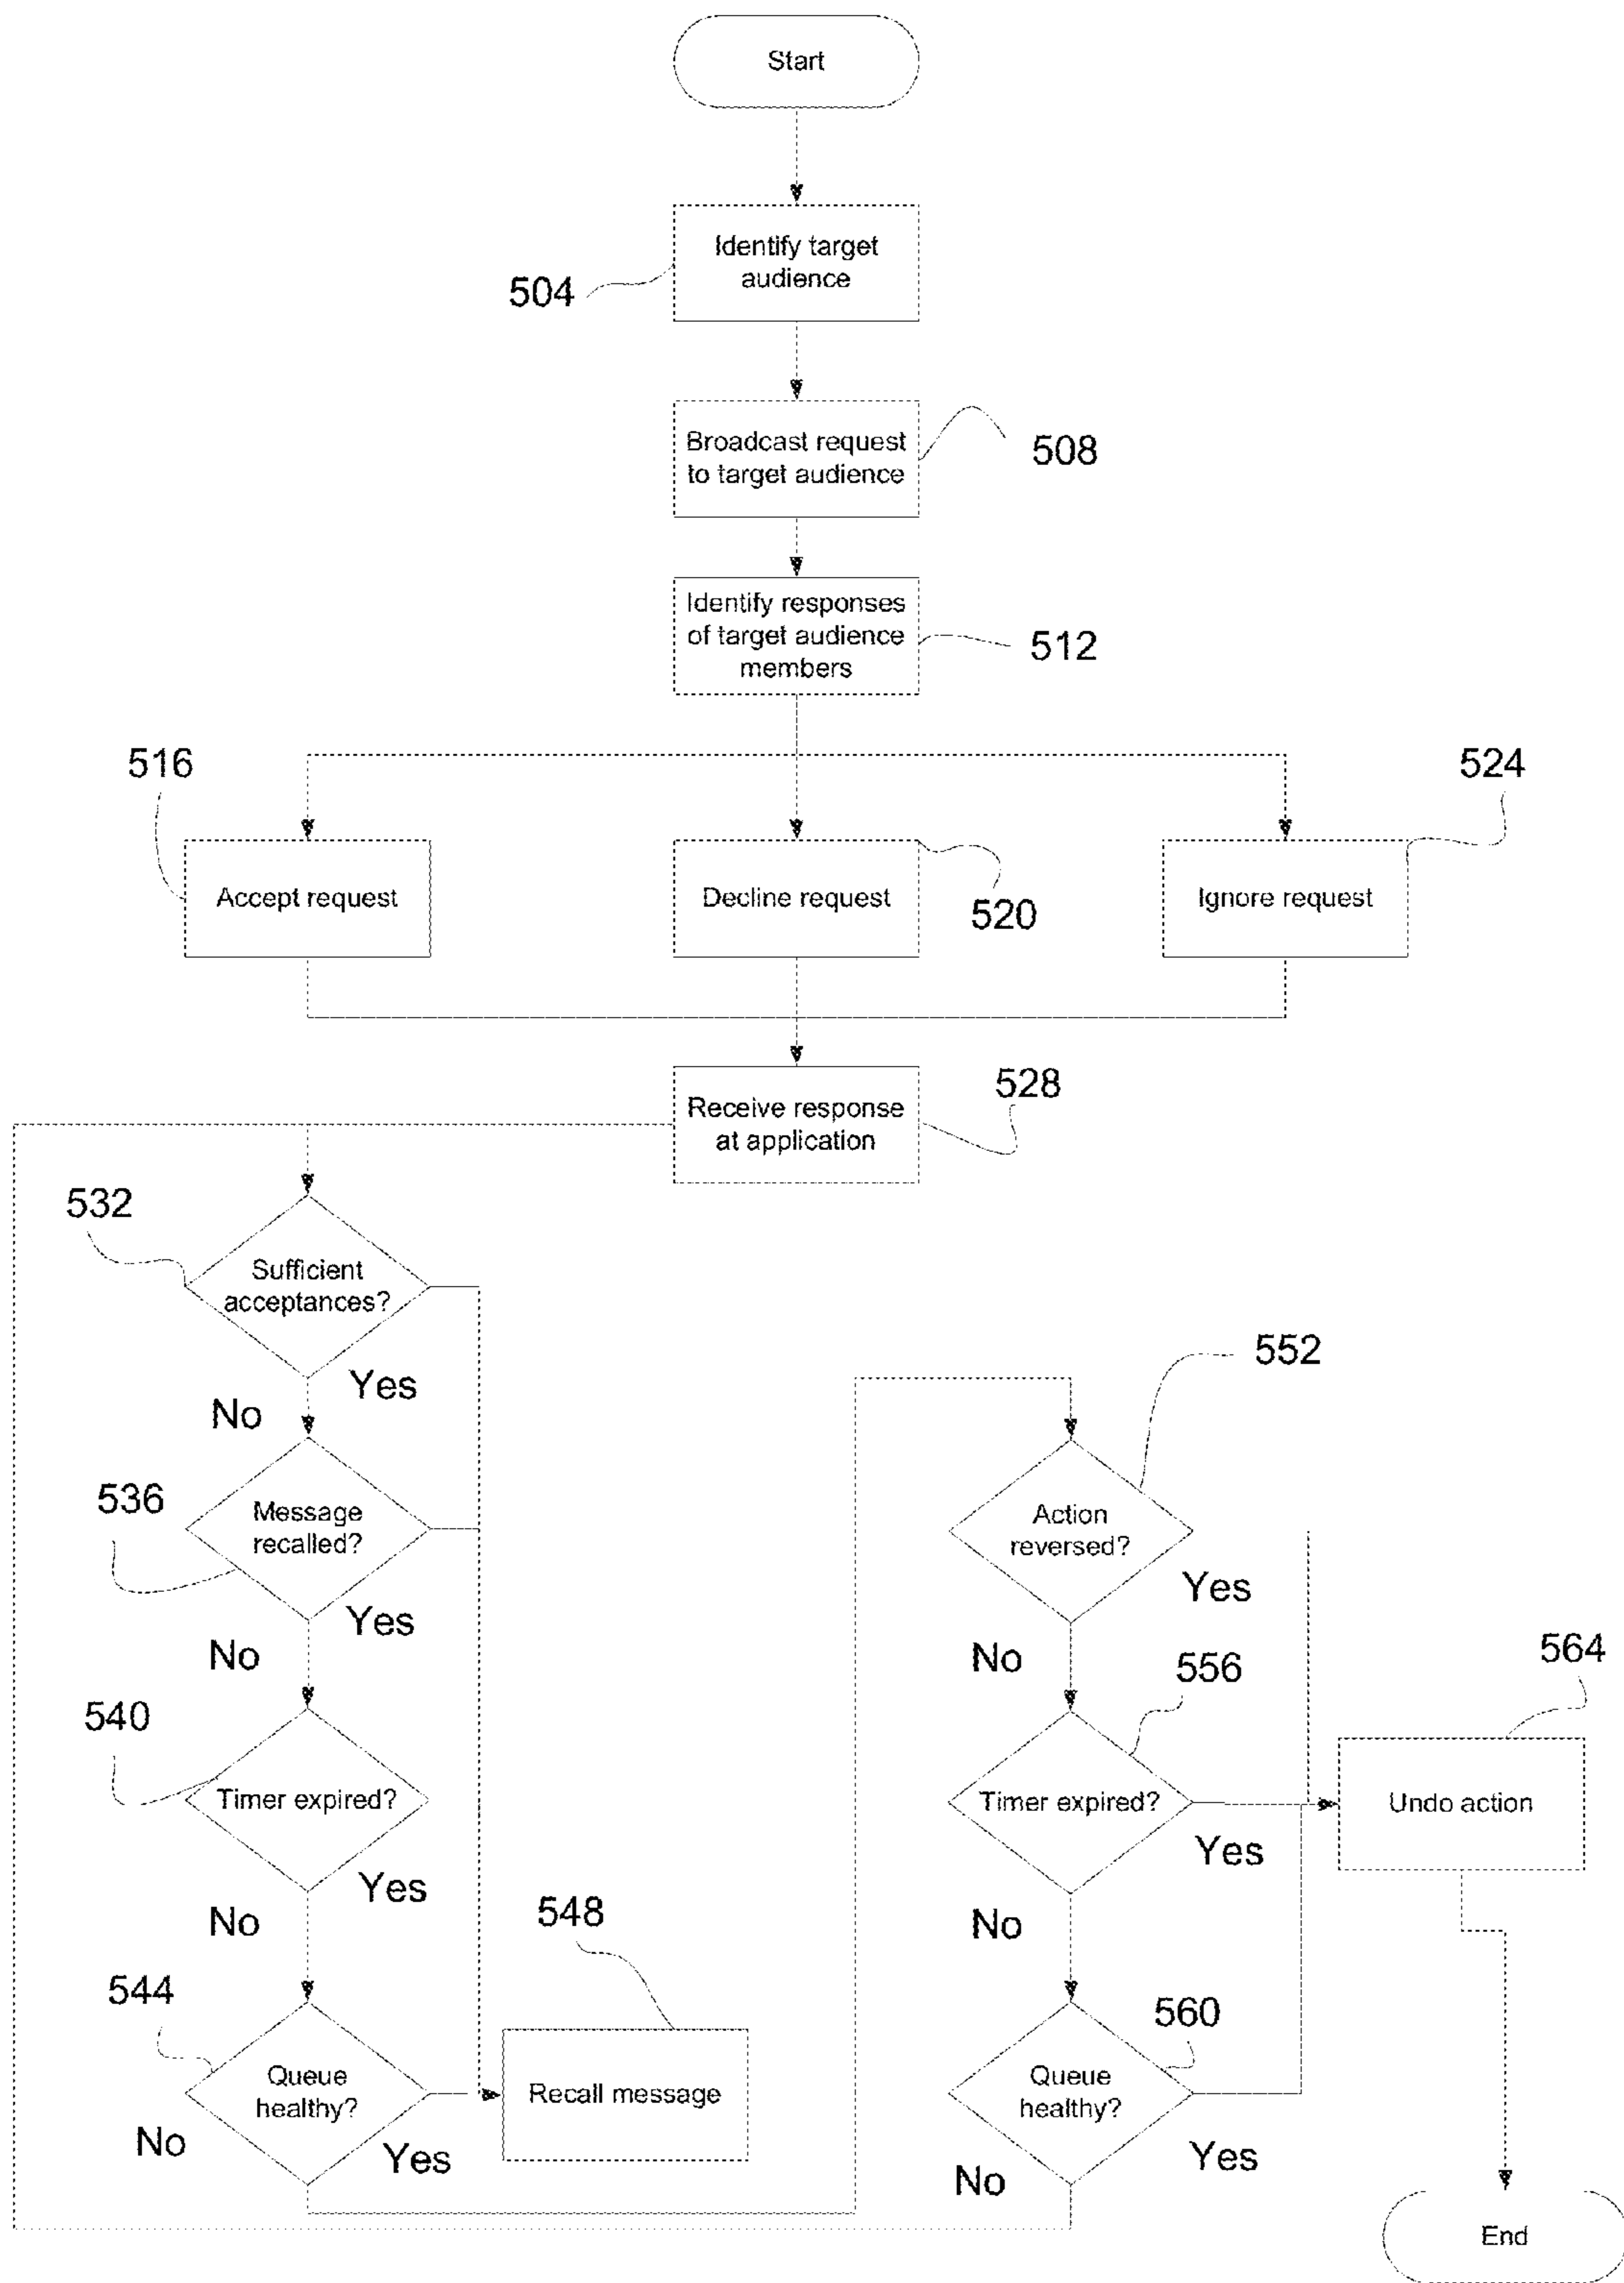 Start
Identify target
audience
504
Broadcast request
to target audience
508
Identify responses
of target audience
members
512
516
524
Accept request
Decline request
520
Ignore request
528
Receive response
at application
532
Sufficient
acceptances?
Yes
No
552
536
Message
recalled?
Action
reversed?
Yes
Yes
No
No
556
564
540
Timer expired?
Timer expired?
Undo action
Yes
Yes
No
No
548
544
560
Queue
healthy?
Recall message
Queue
healthy?
No
Yes
Yes
No
End